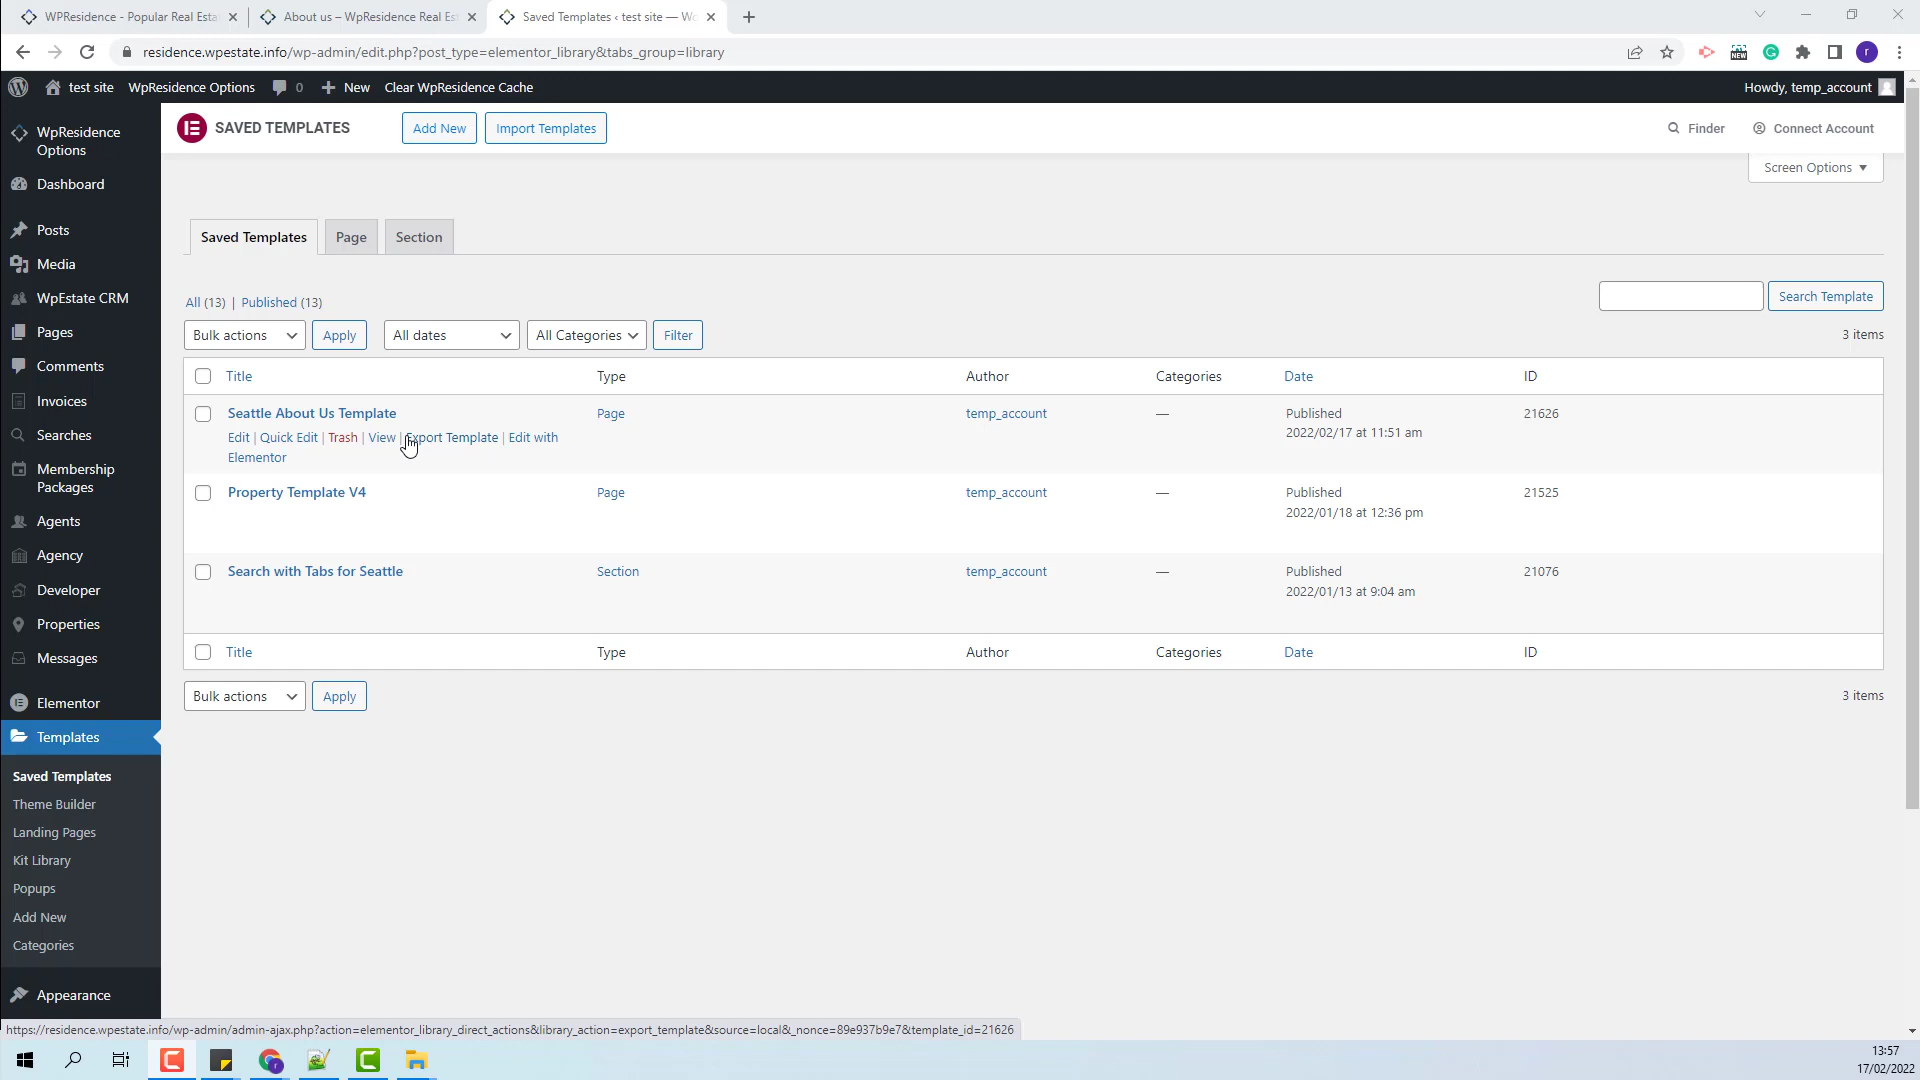 WPResidence - Popular Real Esta
About us – WpResidence Real Es
Saved Templates ‹ test site — Wo
residence.wpestate.info/wp-admin/edit.php?post_type=elementor_library&tabs_group=library
NEW
r
test site
WpResidence Options
0
New
Clear WpResidence Cache
Howdy, temp_account
WpResidence Options
Dashboard
Posts
Media
WpEstate CRM
Pages
Comments
Invoices
Searches
Membership Packages
Agents
Agency
Developer
Properties
Messages
Elementor
Templates
Saved Templates
Theme Builder
Landing Pages
Kit Library
Popups
Add New
Categories
Appearance
SAVED TEMPLATES
Add New
Import Templates
Finder
Connect Account
Screen Options
Saved Templates
Page
Section
All (13) | Published (13)
Search Template
Bulk actions
Apply
All dates
All Categories
Filter
3 items
Title Type Author Categories Date ID
Seattle About Us Template Page temp_account — Published 21626
2022/02/17 at 11:51 am
Edit | Quick Edit | Trash | View | Export Template | Edit with
Elementor
Property Template V4 Page temp_account — Published 21525
2022/01/18 at 12:36 pm
Search with Tabs for Seattle Section temp_account — Published 21076
2022/01/13 at 9:04 am
Title Type Author Categories Date ID
Bulk actions
Apply
3 items
https://residence.wpestate.info/wp-admin/admin-ajax.php?action=elementor_library_direct_actions&library_action=export_template&source=local&_nonce=89e937b9e7&template_id=21626
13:57
17/02/2022